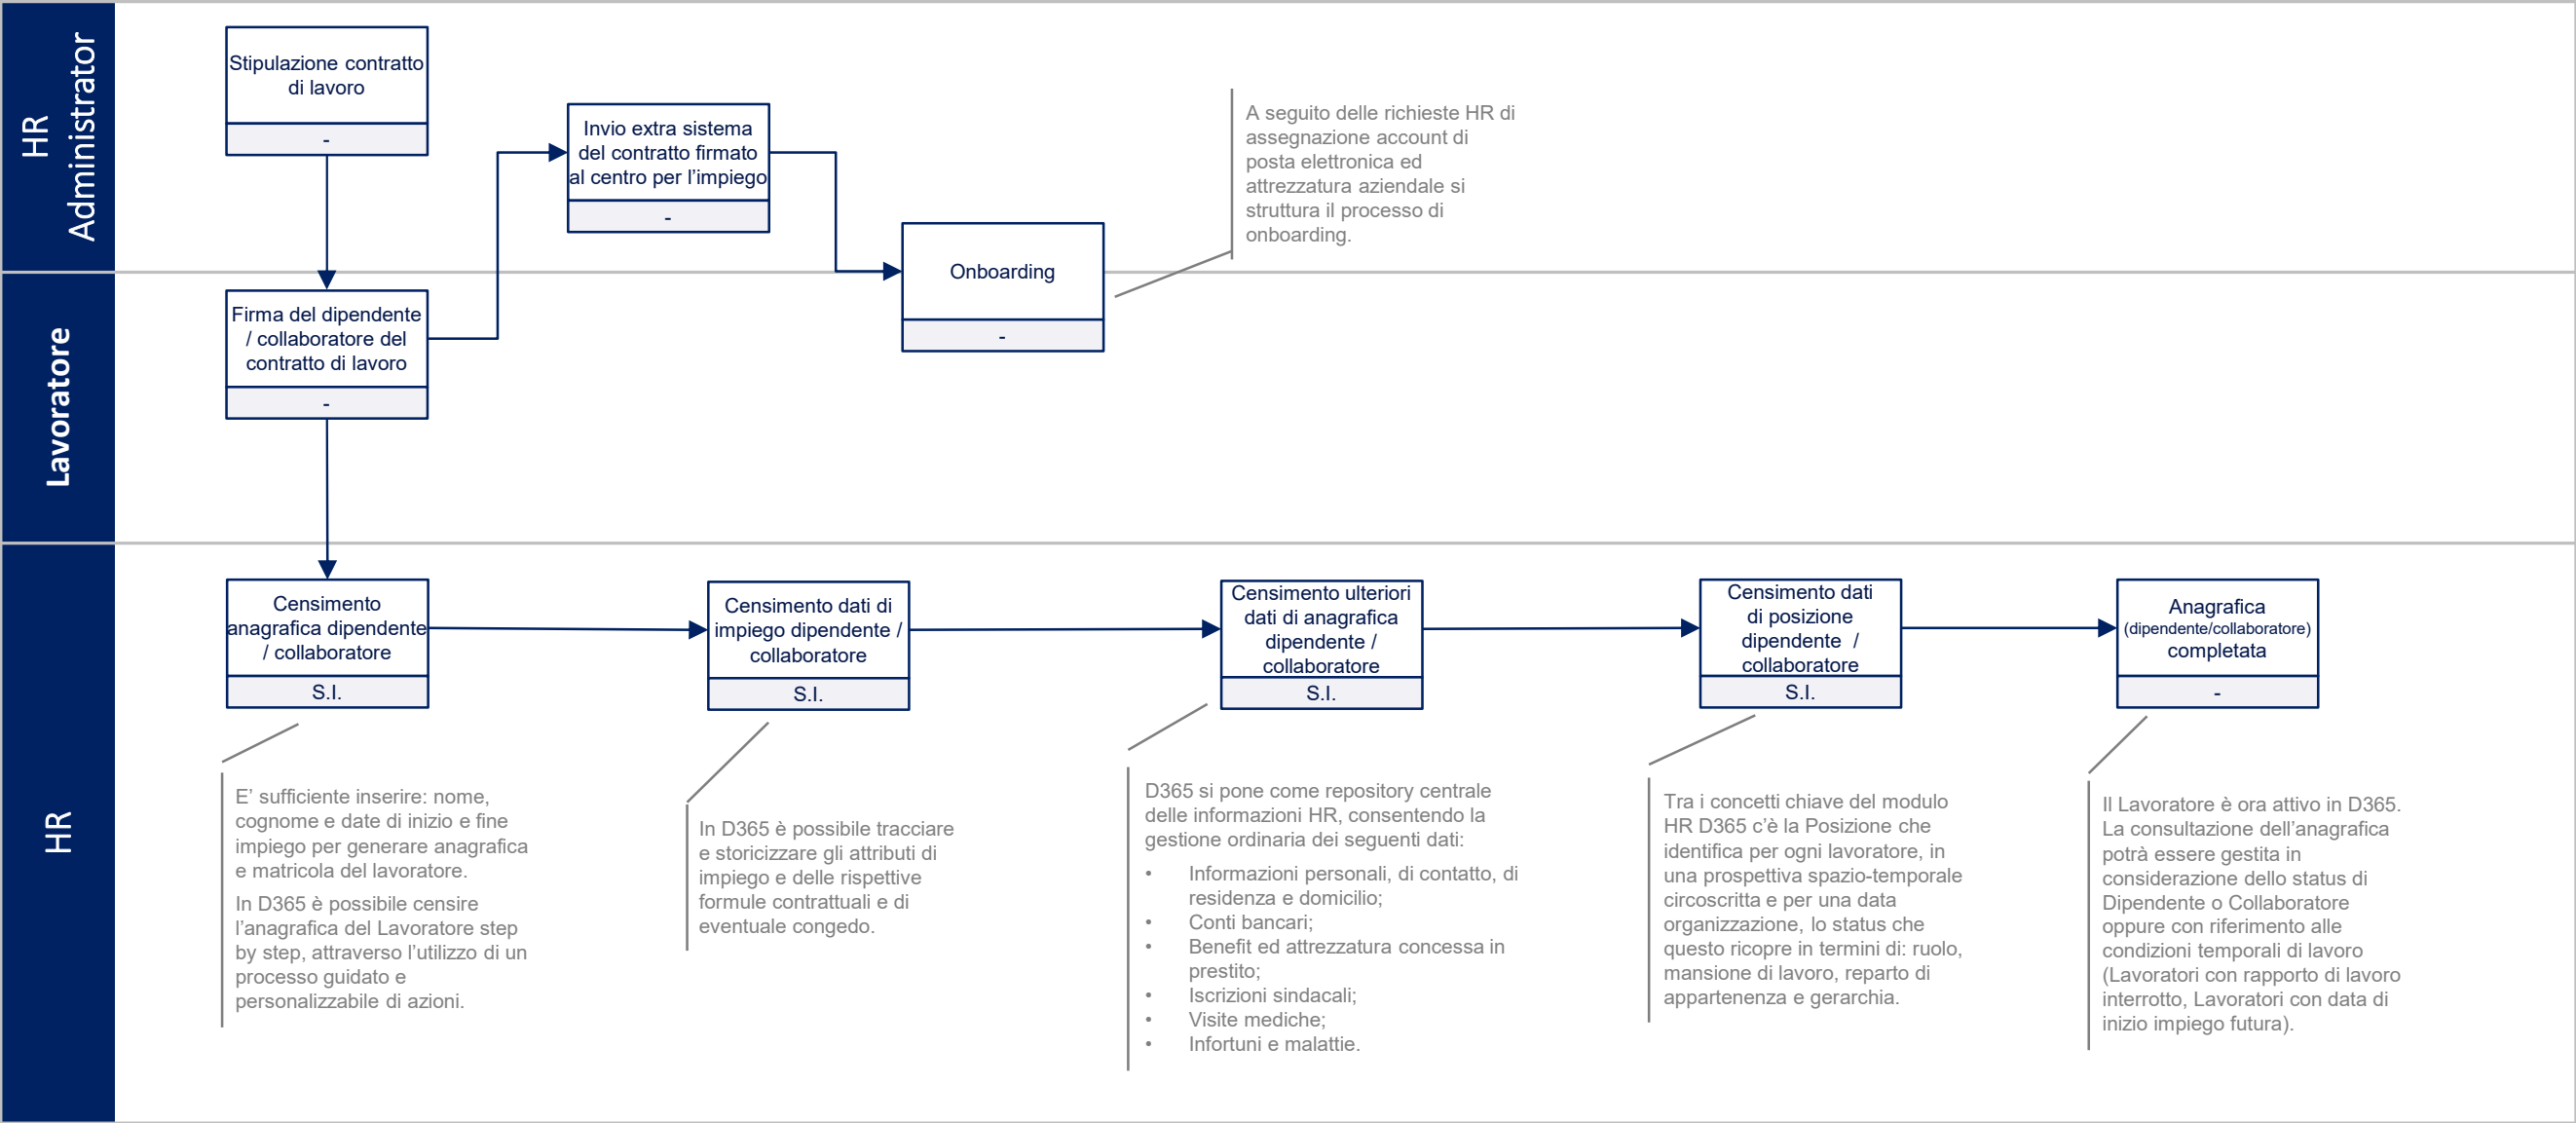 HR
Administrator
Stipulazione contratto
di lavoro
-
Invio extra sistema
del contratto firmato
al centro per l’impiego
-
Onboarding
-
A seguito delle richieste HR di
assegnazione account di
posta elettronica ed
attrezzatura aziendale si
struttura il processo di
onboarding.
Lavoratore
Firma del dipendente
/ collaboratore del
contratto di lavoro
-
HR
Censimento
anagrafica dipendente
/ collaboratore
S.I.
Censimento dati di
impiego dipendente /
collaboratore
S.I.
Censimento ulteriori
dati di anagrafica
dipendente /
collaboratore
S.I.
Censimento dati
di posizione
dipendente /
collaboratore
S.I.
Anagrafica
(dipendente/collaboratore)
completata
-
E’ sufficiente inserire: nome,
cognome e date di inizio e fine
impiego per generare anagrafica
e matricola del lavoratore.
In D365 è possibile censire
l’anagrafica del Lavoratore step
by step, attraverso l’utilizzo di un
processo guidato e
personalizzabile di azioni.
In D365 è possibile tracciare
e storicizzare gli attributi di
impiego e delle rispettive
formule contrattuali e di
eventuale congedo.
D365 si pone come repository centrale
delle informazioni HR, consentendo la
gestione ordinaria dei seguenti dati:
• Informazioni personali, di contatto, di
residenza e domicilio;
• Conti bancari;
• Benefit ed attrezzatura concessa in
prestito;
• Iscrizioni sindacali;
• Visite mediche;
• Infortuni e malattie.
Tra i concetti chiave del modulo
HR D365 c’è la Posizione che
identifica per ogni lavoratore, in
una prospettiva spazio-temporale
circoscritta e per una data
organizzazione, lo status che
questo ricopre in termini di: ruolo,
mansione di lavoro, reparto di
appartenenza e gerarchia.
Il Lavoratore è ora attivo in D365.
La consultazione dell’anagrafica
potrà essere gestita in
considerazione dello status di
Dipendente o Collaboratore
oppure con riferimento alle
condizioni temporali di lavoro
(Lavoratori con rapporto di lavoro
interrotto, Lavoratori con data di
inizio impiego futura).